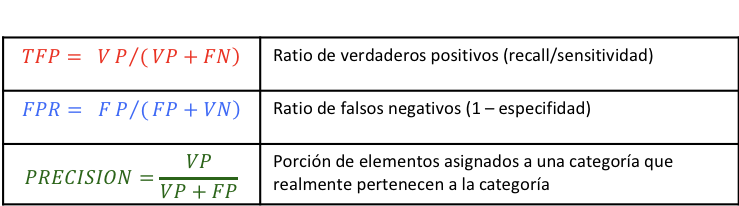 TFP = VP/(VP + FN)
Ratio de verdaderos positivos (recall/sensitividad)
FPR = FP/(FP + VN)
Ratio de falsos negativos (1 – especifidad)
PRECISION = VP / VP + FP
Porción de elementos asignados a una categoría que
realmente pertenecen a la categoría